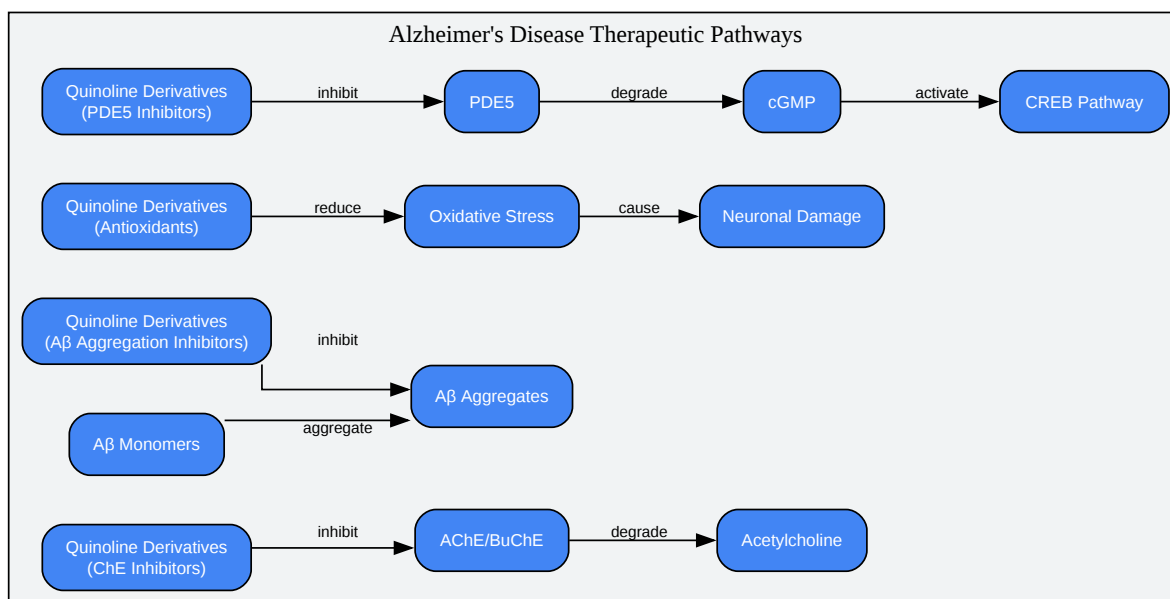 Alzheimer's Disease Therapeutic Pathways
Quinoline Derivatives
(PDE5 Inhibitors)
inhibit
PDE5
degrade
cGMP
activate
CREB Pathway
Quinoline Derivatives
(Antioxidants)
reduce
Oxidative Stress
cause
Neuronal Damage
Quinoline Derivatives
(Aβ Aggregation Inhibitors)
inhibit
Aβ Aggregates
Aβ Monomers
aggregate
Quinoline Derivatives
(ChE Inhibitors)
inhibit
AChE/BuChE
degrade
Acetylcholine